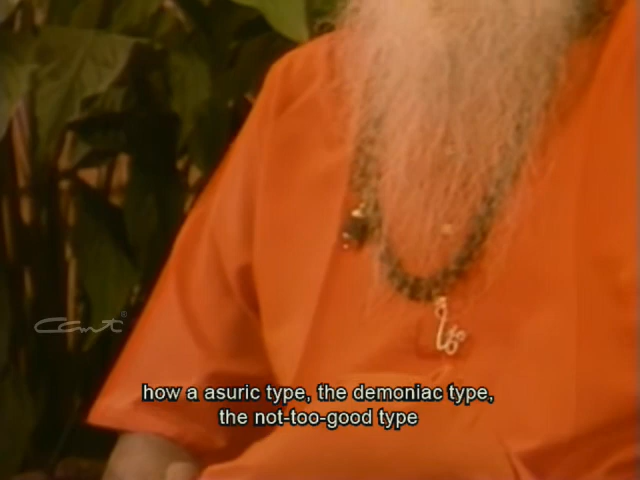 how a asuric type, the demoniac type,
the not-too-good type